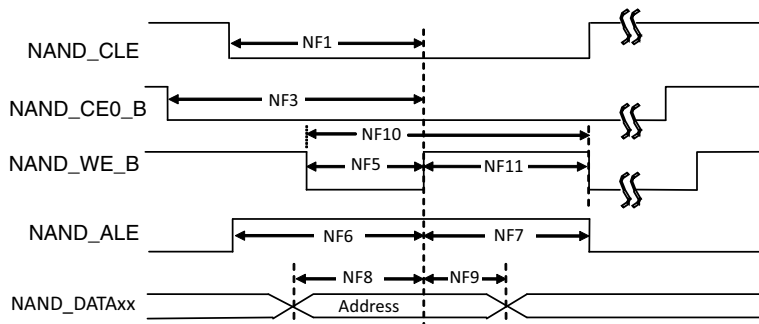 NAND_CLE
NF1
NAND_CE0_B
NF3
NF10
NAND_WE_B
NF5
NF11
NAND_ALE
NF6
NF7
NF8
NF9
NAND_DATAxx
Address